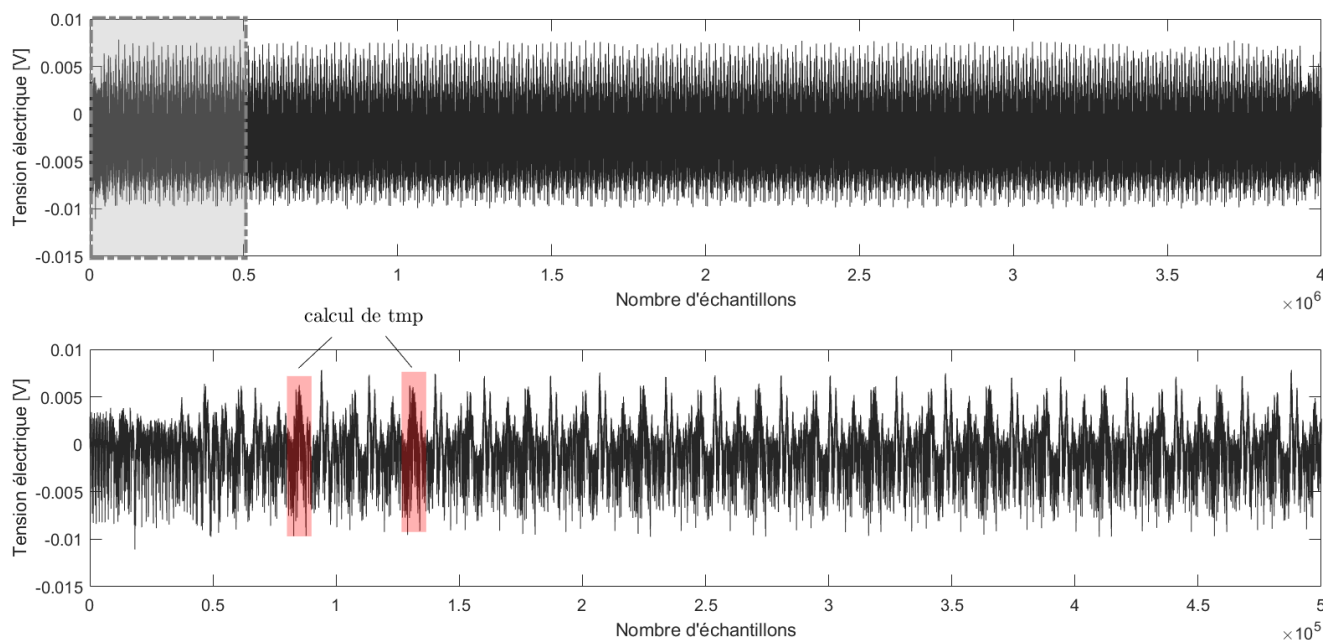 0.01
0.005
0
-0.005
-0.01
-0.015
Tension électrique [V]
0 0.5 1 1.5 2 2.5 3 3.5 4
Nombre d'échantillons
×10⁶
calcul de tmp
0.01
0.005
0
-0.005
-0.01
-0.015
Tension électrique [V]
0 0.5 1 1.5 2 2.5 3 3.5 4 4.5 5
Nombre d'échantillons
×10⁵